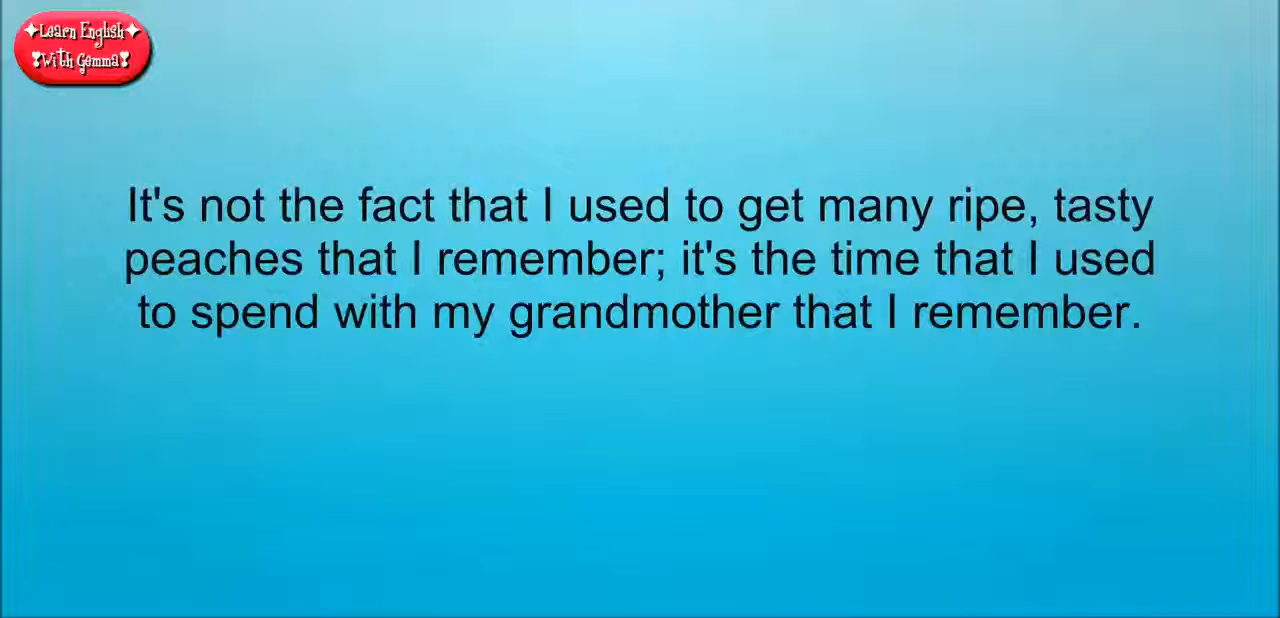 ✦Learn English✦
❣With Gemma❣
It's not the fact that I used to get many ripe, tasty
peaches that I remember; it's the time that I used
to spend with my grandmother that I remember.